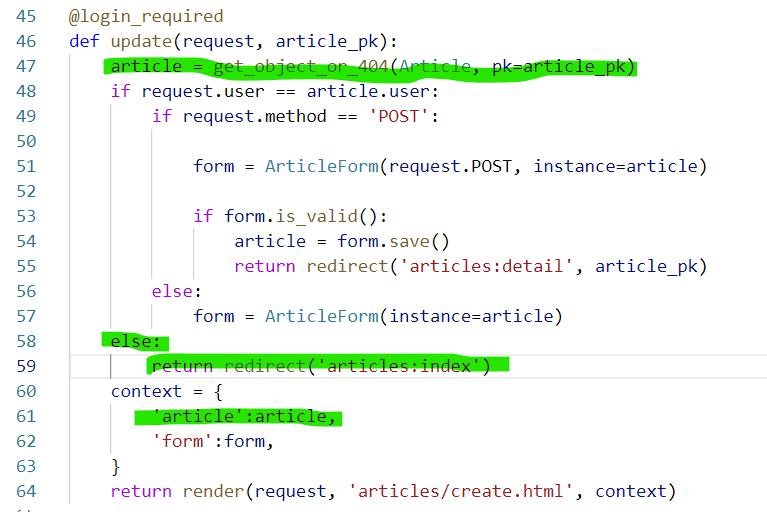 45 @login_required
46 def update(request, article_pk):
47     article = get_object_or_404(Article, pk=article_pk)
48     if request.user == article.user:
49         if request.method == 'POST':
50
51             form = ArticleForm(request.POST, instance=article)
52
53             if form.is_valid():
54                 article = form.save()
55                 return redirect('articles:detail', article_pk)
56         else:
57             form = ArticleForm(instance=article)
58     else:
59         return redirect('articles:index')
60     context = {
61         'article':article,
62         'form':form,
63     }
64     return render(request, 'articles/create.html', context)